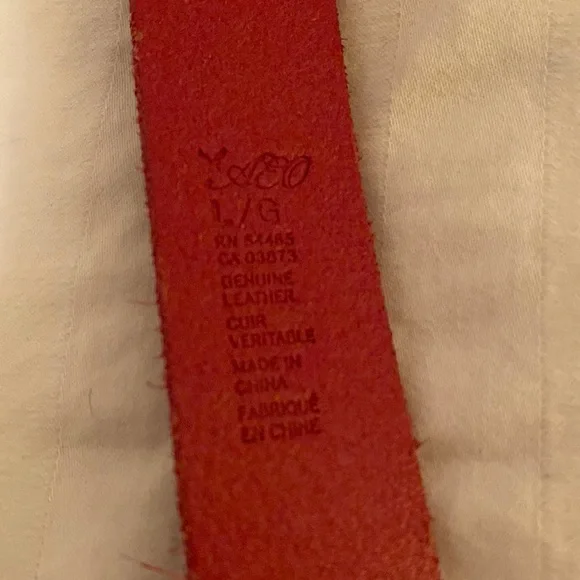 AEO
L/G
RN 54485
CA 03873
GENUINE
LEATHER
CUIR
VERITABLE
MADE IN
CHINA
FABRIQUÉ
EN CHINE